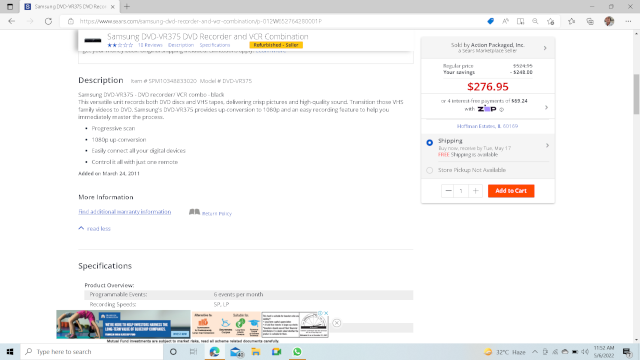 Samsung DVD-VR375 DVD Recor
https://www.sears.com/samsung-dvd-recorder-and-vcr-combination/p-012W652764280001P
Samsung DVD-VR375 DVD Recorder and VCR Combination
10 Reviews Description Specifications Refurbished - Seller
Description Item # SPM10348833020 Model # DVD-VR375
Samsung DVD-VR375 - DVD recorder/ VCR combo - black
This versatile unit records both DVD discs and VHS tapes, delivering crisp pictures and high-quality sound. Transition those VHS
family videos to DVD. Samsung's DVD-VR375 provides up conversion to 1080p and an easy recording feature to help you
immediately master the process.
• Progressive scan
• 1080p up-conversion
• Easily connect all your digital devices
• Control it all with just one remote
Added on March 24, 2011
More Information
find additional warranty information Return Policy
read less
Specifications
Product Overview:
Programmable Events: 6 events per month
Recording Speeds: SP, LP
Sold by Action Packaged, Inc.
a Sears Marketplace Seller
Regular price $524.95
Your savings - $248.00
$276.95
or 4 interest-free payments of $69.24
with ZIP
Hoffman Estates, IL 60169
Shipping
Buy now, receive by Tue, May 17
FREE Shipping is available
Store Pickup Not Available
1 Add to Cart
Mutual Fund investments are subject to market risks, read all scheme related documents carefully.
Type here to search
32°C Haze
11:52 AM
5/6/2022